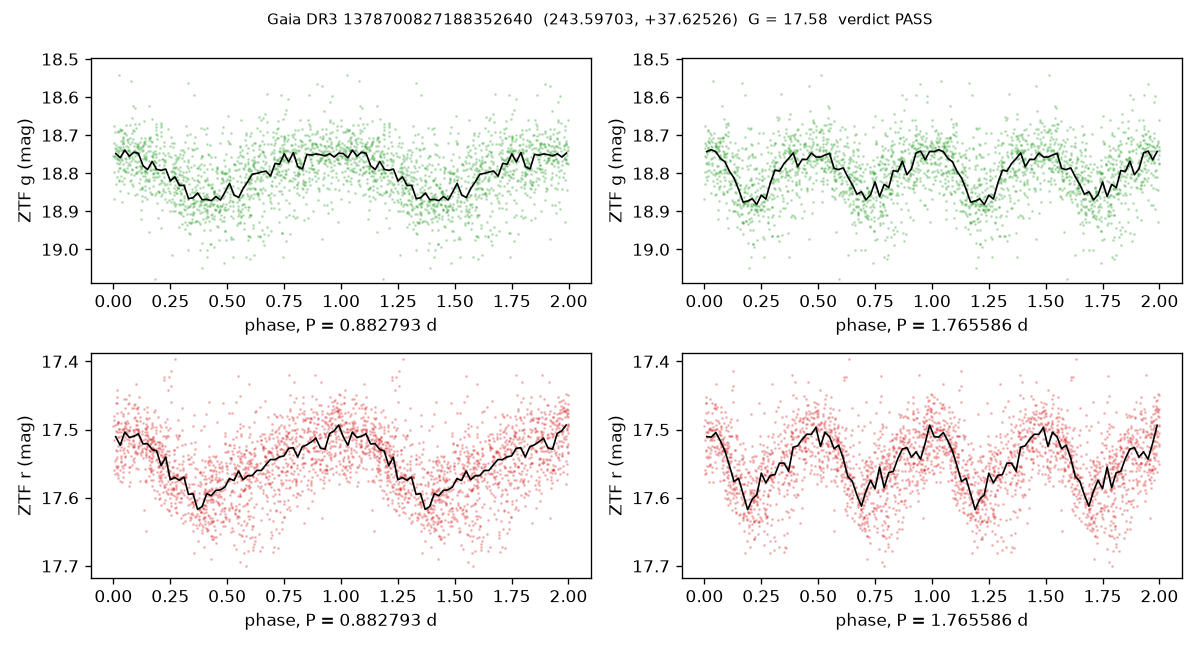 Gaia DR3 1378700827188352640  (243.59703, +37.62526)  G = 17.58  verdict PASS
ZTF g (mag)
18.5
18.6
18.7
18.8
18.9
19.0
0.00 0.25 0.50 0.75 1.00 1.25 1.50 1.75 2.00
phase, P = 0.882793 d
ZTF g (mag)
18.5
18.6
18.7
18.8
18.9
19.0
0.00 0.25 0.50 0.75 1.00 1.25 1.50 1.75 2.00
phase, P = 1.765586 d
ZTF r (mag)
17.4
17.5
17.6
17.7
0.00 0.25 0.50 0.75 1.00 1.25 1.50 1.75 2.00
phase, P = 0.882793 d
ZTF r (mag)
17.4
17.5
17.6
17.7
0.00 0.25 0.50 0.75 1.00 1.25 1.50 1.75 2.00
phase, P = 1.765586 d